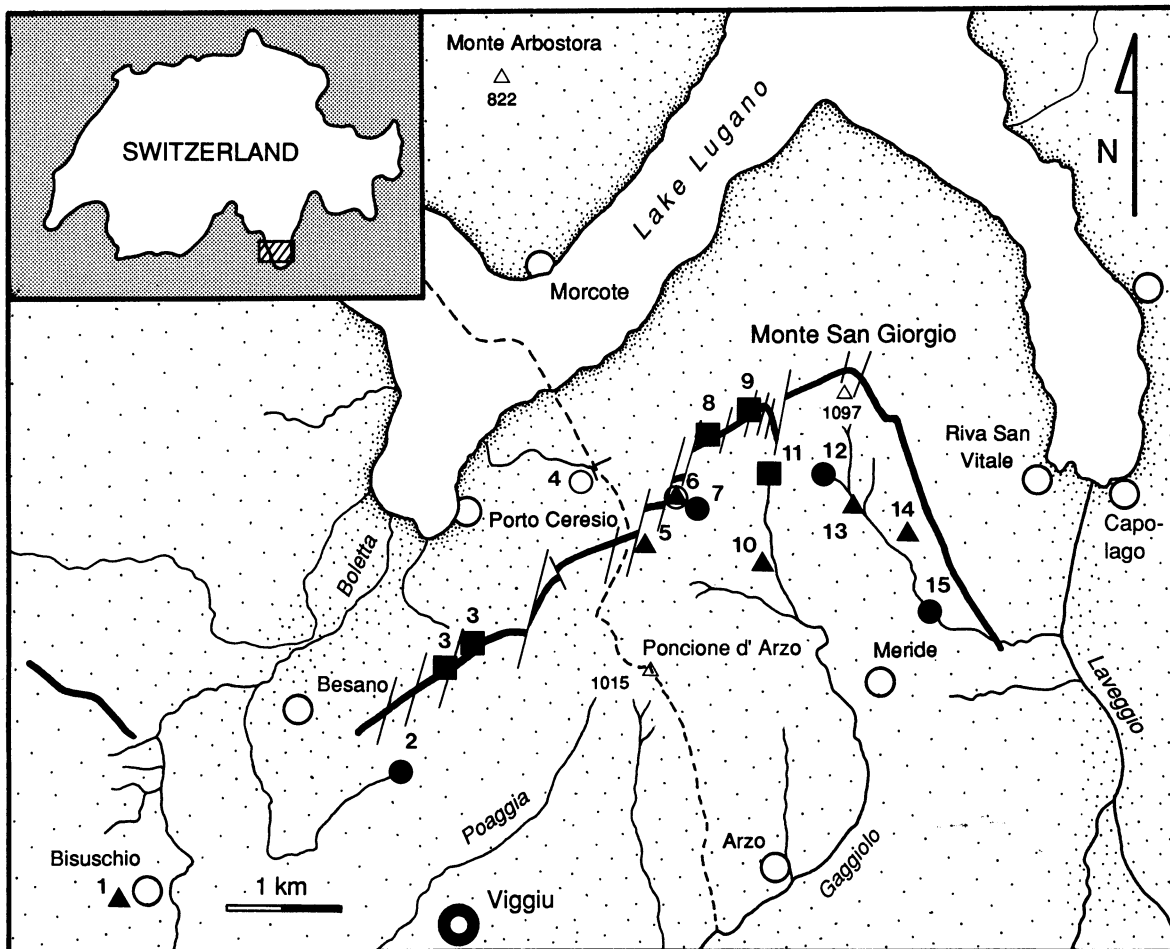 Monte Arbostora
822
SWITZERLAND
Lake Lugano
N
Morcote
Monte San Giorgio
1097
9
8
Riva San
Vitale
11
12
4
6
7
Porto Ceresio
5
13
14
Capo-
lago
10
Boletta
15
3
3
Poncione d' Arzo
1015
Meride
Besano
Laveggio
2
Poaggia
Arzo
Gaggiolo
Bisuschio
1
1 km
Viggiu